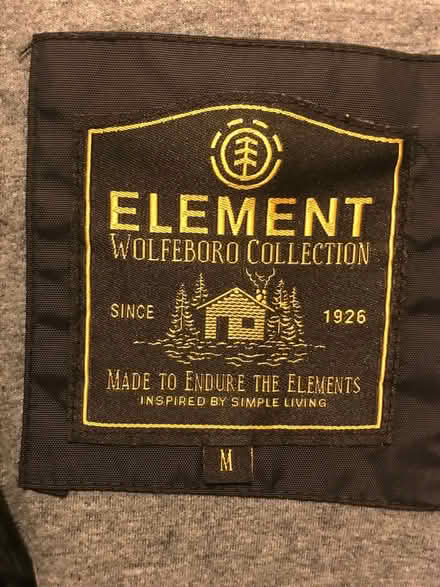 ELEMENT
WOLFEBORO COLLECTION
SINCE 1926
MADE TO ENDURE THE ELEMENTS
INSPIRED BY SIMPLE LIVING
M